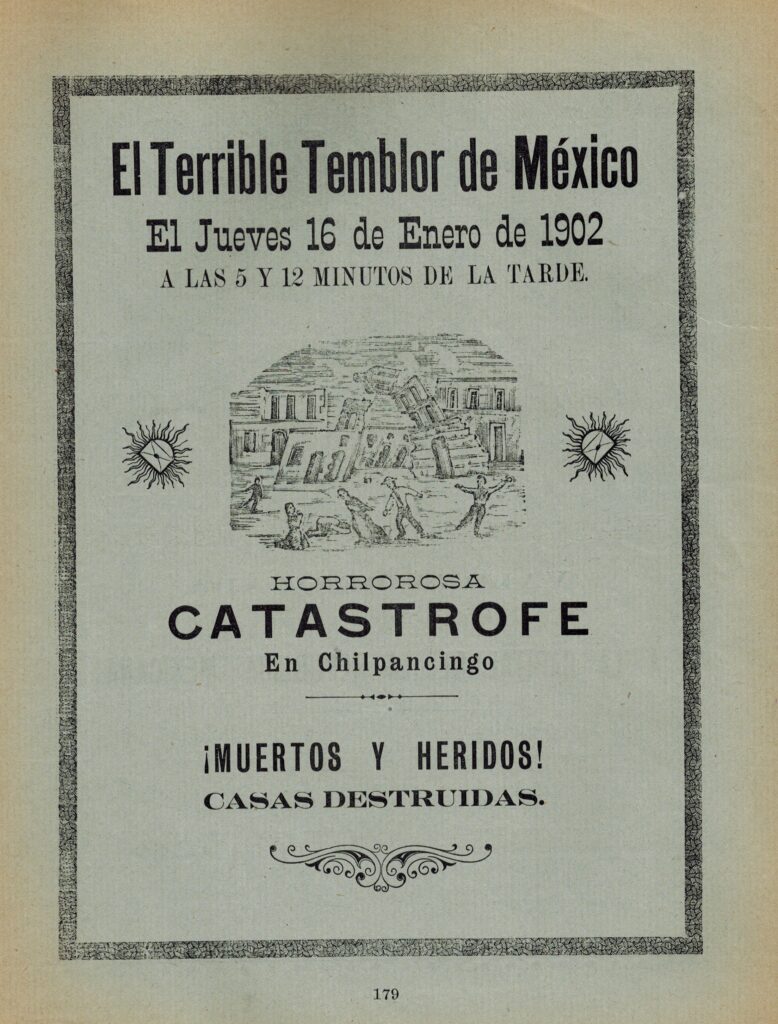 El Terrible Temblor de México
El Jueves 16 de Enero de 1902
A LAS 5 Y 12 MINUTOS DE LA TARDE.
HORROROSA
CATASTROFE
En Chilpancingo
¡MUERTOS Y HERIDOS!
CASAS DESTRUIDAS.
179